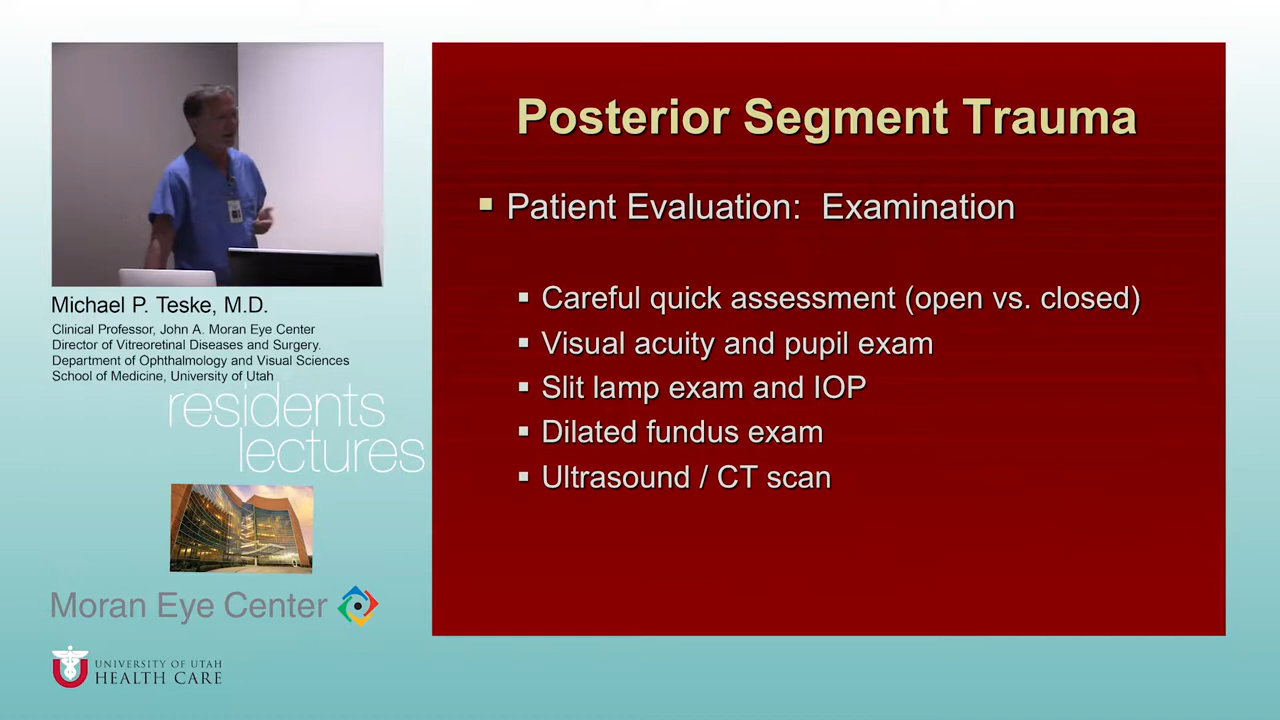 Michael P. Teske, M.D.
Clinical Professor, John A. Moran Eye Center
Director of Vitreoretinal Diseases and Surgery.
Department of Ophthalmology and Visual Sciences
School of Medicine, University of Utah
residents
lectures
Moran Eye Center
UNIVERSITY OF UTAH
HEALTH CARE
Posterior Segment Trauma
Patient Evaluation: Examination
Careful quick assessment (open vs. closed)
Visual acuity and pupil exam
Slit lamp exam and IOP
Dilated fundus exam
Ultrasound / CT scan